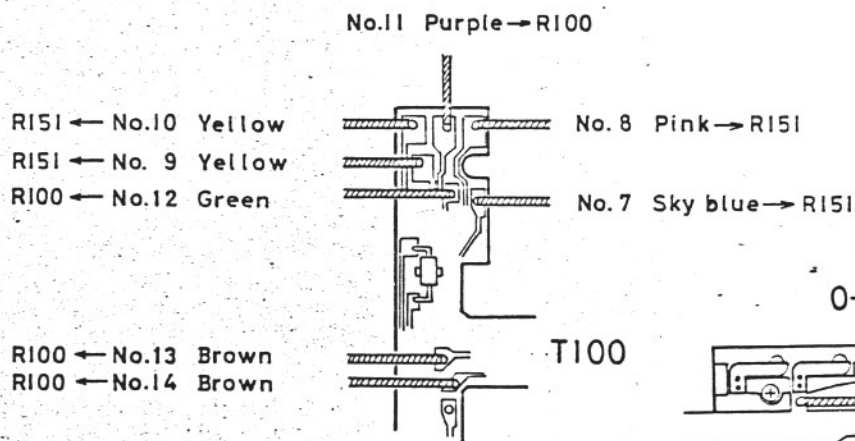 No.11 Purple→R100
R151 ← No.10 Yellow
No. 8 Pink→R151
R151 ← No. 9 Yellow
R100 ← No.12 Green
No. 7 Sky blue→ R151
R100 ← No.13 Brown
T100
R100 ← No.14 Brown